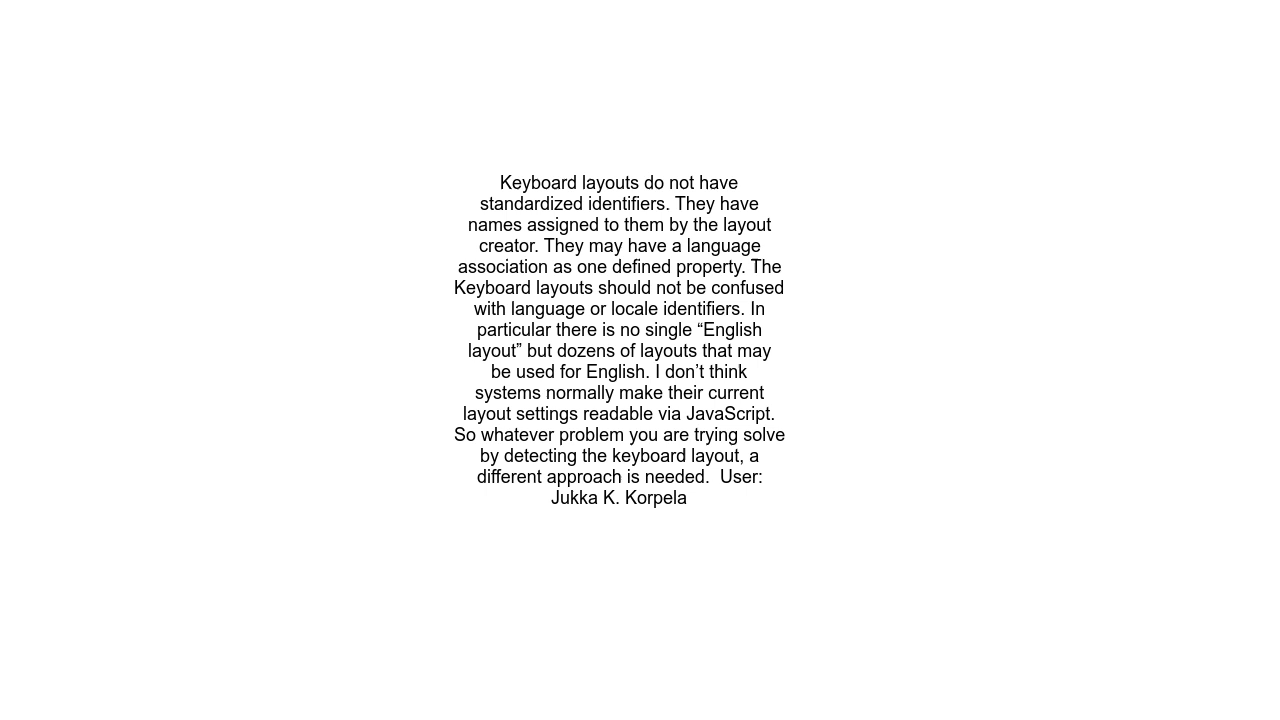 Keyboard layouts do not have
standardized identifiers. They have
names assigned to them by the layout
creator. They may have a language
association as one defined property. The
Keyboard layouts should not be confused
with language or locale identifiers. In
particular there is no single “English
layout” but dozens of layouts that may
be used for English. I don’t think
systems normally make their current
layout settings readable via JavaScript.
So whatever problem you are trying solve
by detecting the keyboard layout, a
different approach is needed.  User:
Jukka K. Korpela